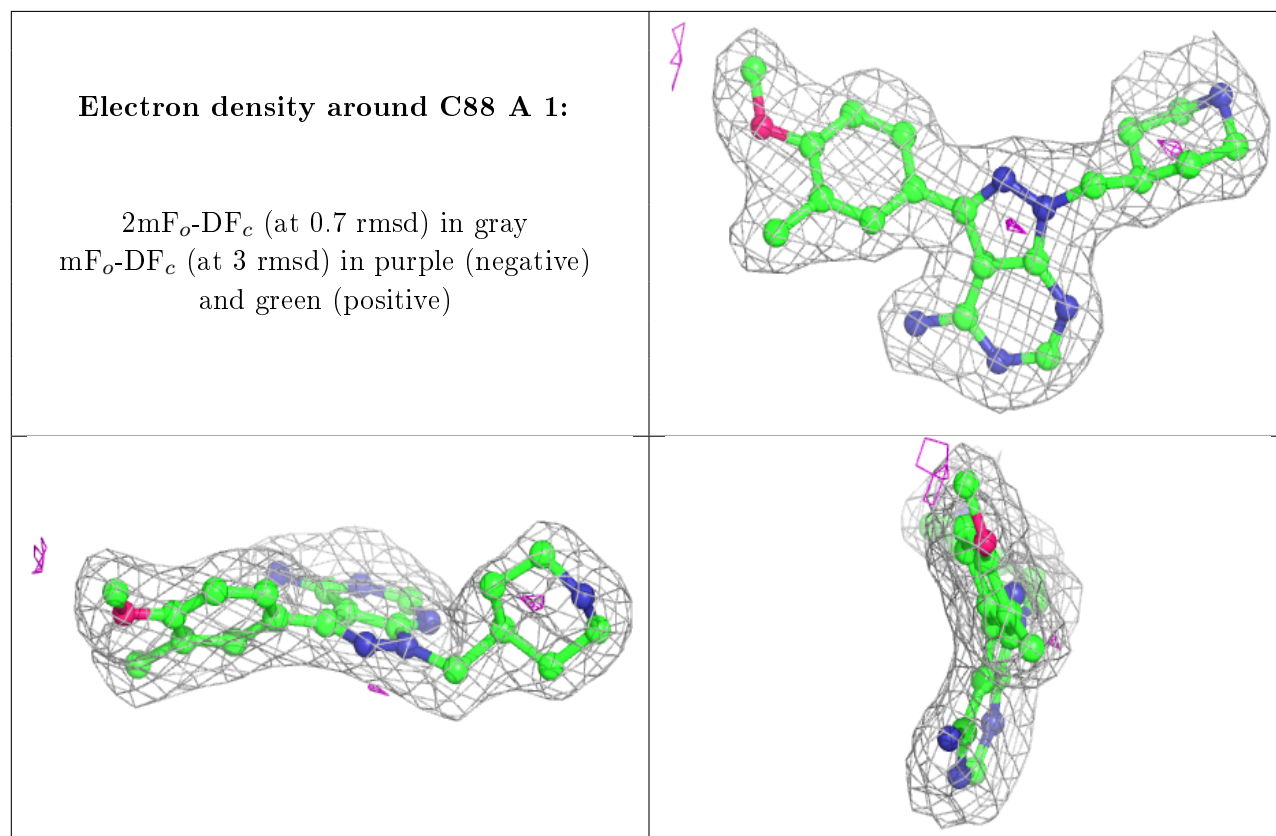 Electron density around C88 A 1:
2mFo-DFc (at 0.7 rmsd) in gray
mFo-DFc (at 3 rmsd) in purple (negative)
and green (positive)